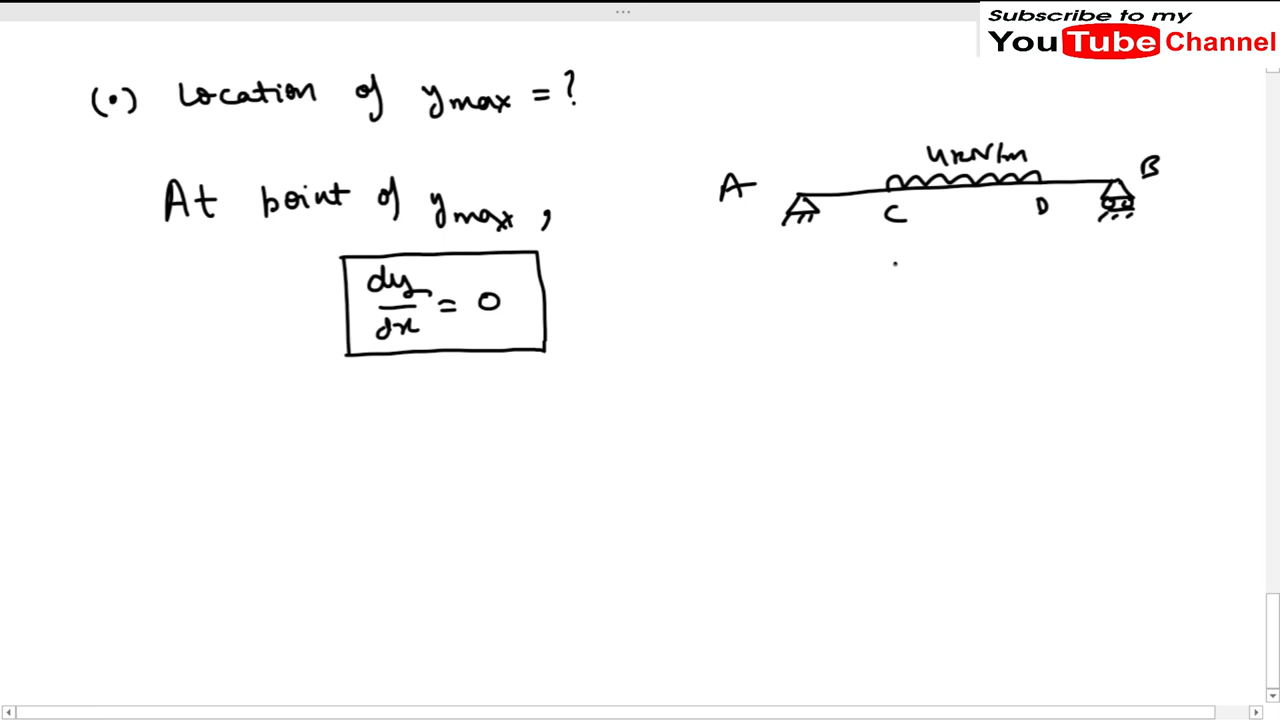 Subscribe to my
YouTube Channel
(•) Location of ymax = ?
4kN/m
A
B
C
D
At point of ymax,
dy/dx = 0